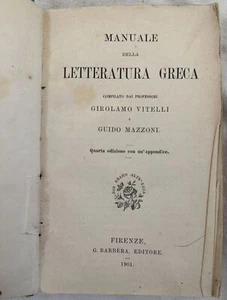 MANUALE
DELLA
LETTERATURA GRECA
COMPILATO DAI PROFESSORI
GIROLAMO VITELLI
E
GUIDO MAZZONI.
Quarta edizione con un'appendice.
FIRENZE,
G. BARBÈRA, EDITORE.
1901.